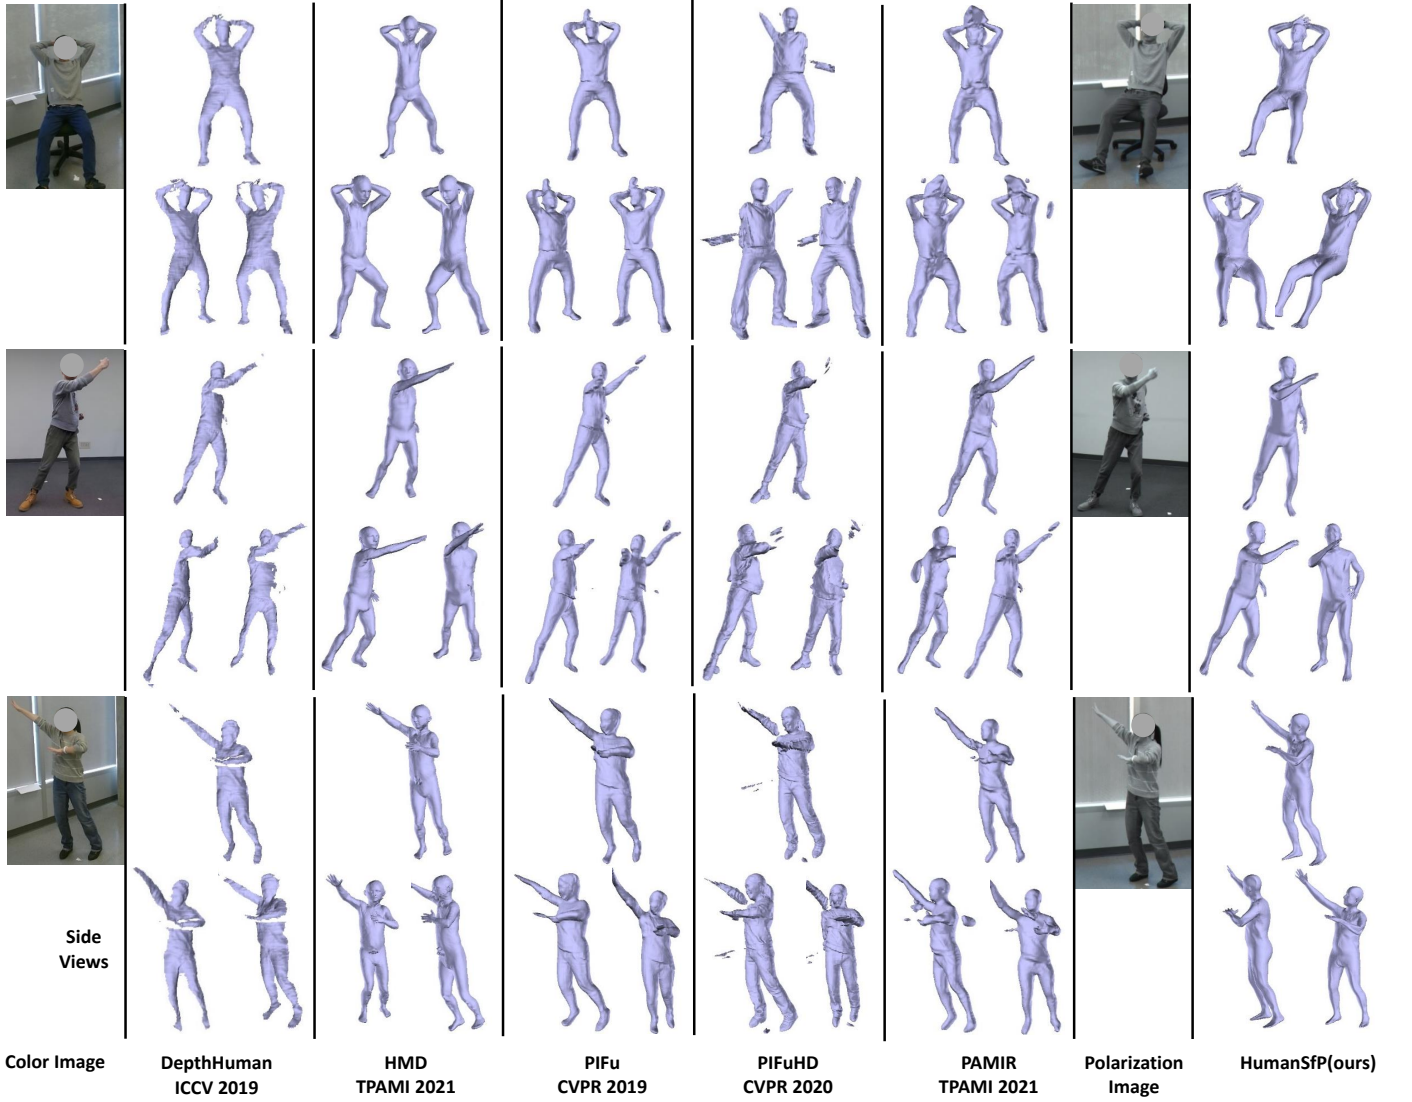 Side
Views
Color Image
DepthHuman
ICCV 2019
HMD
TPAMI 2021
PIFu
CVPR 2019
PIFuHD
CVPR 2020
PAMIR
TPAMI 2021
Polarization
Image
HumanSfP(ours)